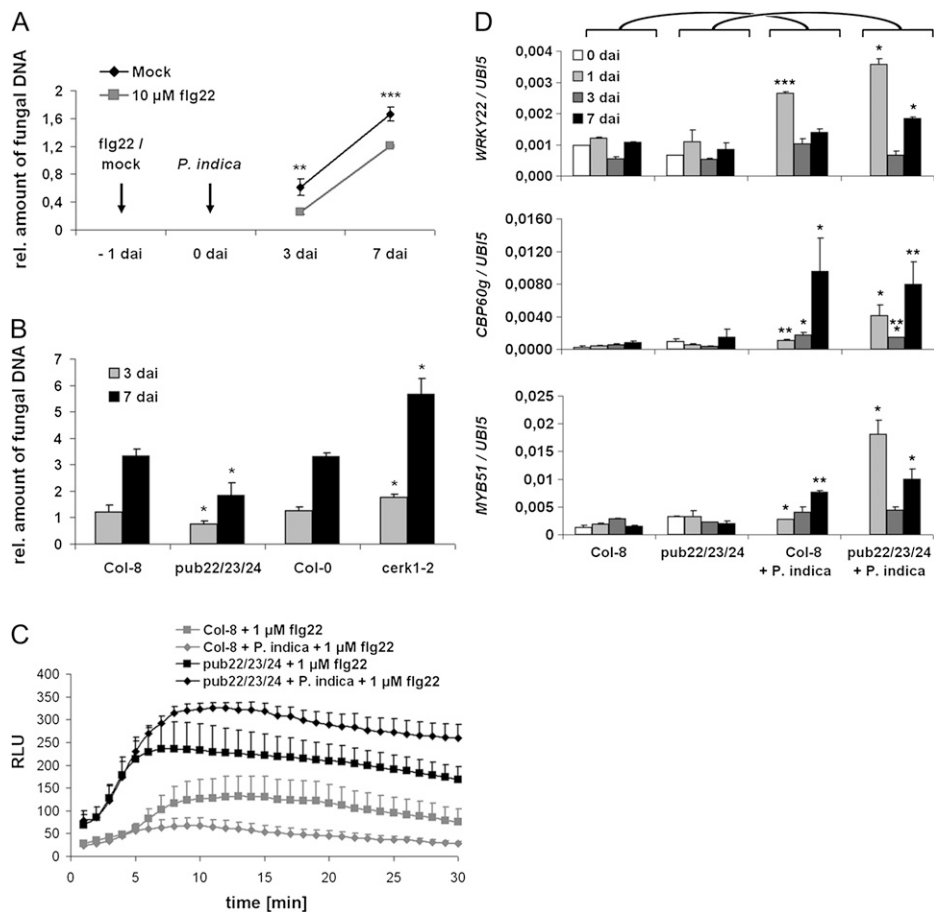 A
rel. amount of fungal DNA
Mock
10 µM flg22
2
1,6
1,2
0,8
0,4
0
flg22 /
mock
P. indica
**
***
- 1 dai
0 dai
3 dai
7 dai
B
rel. amount of fungal DNA
3 dai
7 dai
7
6
5
4
3
2
1
0
*
*
*
*
Col-8
pub22/23/24
Col-0
cerk1-2
C
Col-8 + 1 µM flg22
Col-8 + P. indica + 1 µM flg22
pub22/23/24 + 1 µM flg22
pub22/23/24 + P. indica + 1 µM flg22
RLU
400
350
300
250
200
150
100
50
0
0
5
10
15
20
25
30
time [min]
D
WRKY22 / UBI5
0,004
0,003
0,002
0,001
0,000
0 dai
1 dai
3 dai
7 dai
***
*
*
CBP60g / UBI5
0,0160
0,0120
0,0080
0,0040
0,0000
**
*
*
*
**
*
**
MYB51 / UBI5
0,025
0,02
0,015
0,01
0,005
0
*
**
*
*
Col-8
pub22/23/24
Col-8
+ P. indica
pub22/23/24
+ P. indica